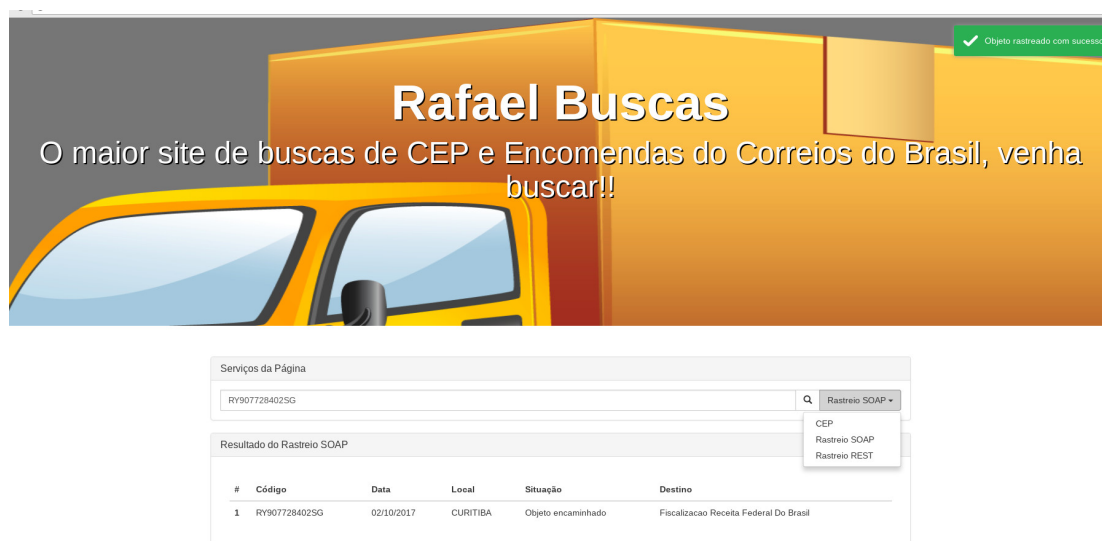 Objeto rastreado com sucesso
Rafael Buscas
O maior site de buscas de CEP e Encomendas do Correios do Brasil, venha
buscar!!
Serviços da Página
RY907728402SG
Rastreio SOAP
CEP
Rastreio SOAP
Rastreio REST
Resultado do Rastreio SOAP
# Código Data Local Situação Destino
1 RY907728402SG 02/10/2017 CURITIBA Objeto encaminhado Fiscalizacao Receita Federal Do Brasil